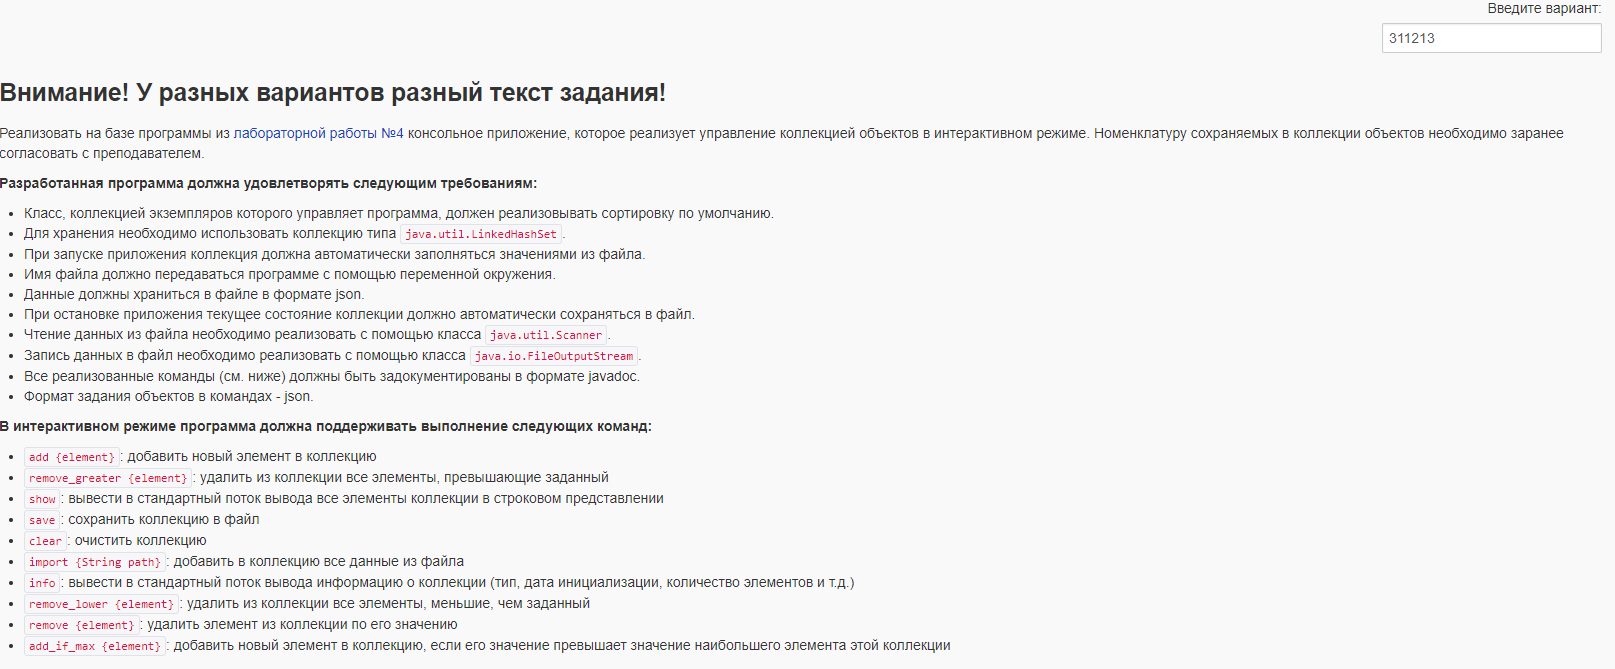 Введите вариант:
311213
Внимание! У разных вариантов разный текст задания!
Реализовать на базе программы из лабораторной работы №4 консольное приложение, которое реализует управление коллекцией объектов в интерактивном режиме. Номенклатуру сохраняемых в коллекции объектов необходимо заранее
согласовать с преподавателем.
Разработанная программа должна удовлетворять следующим требованиям:
• Класс, коллекцией экземпляров которого управляет программа, должен реализовывать сортировку по умолчанию.
• Для хранения необходимо использовать коллекцию типа java.util.LinkedHashSet.
• При запуске приложения коллекция должна автоматически заполняться значениями из файла.
• Имя файла должно передаваться программе с помощью переменной окружения.
• Данные должны храниться в файле в формате json.
• При остановке приложения текущее состояние коллекции должно автоматически сохраняться в файл.
• Чтение данных из файла необходимо реализовать с помощью класса java.util.Scanner.
• Запись данных в файл необходимо реализовать с помощью класса java.io.FileOutputStream.
• Все реализованные команды (см. ниже) должны быть задокументированы в формате javadoc.
• Формат задания объектов в командах - json.
В интерактивном режиме программа должна поддерживать выполнение следующих команд:
• add {element}: добавить новый элемент в коллекцию
• remove_greater {element}: удалить из коллекции все элементы, превышающие заданный
• show: вывести в стандартный поток вывода все элементы коллекции в строковом представлении
• save: сохранить коллекцию в файл
• clear: очистить коллекцию
• import {String path}: добавить в коллекцию все данные из файла
• info: вывести в стандартный поток вывода информацию о коллекции (тип, дата инициализации, количество элементов и т.д.)
• remove_lower {element}: удалить из коллекции все элементы, меньшие, чем заданный
• remove {element}: удалить элемент из коллекции по его значению
• add_if_max {element}: добавить новый элемент в коллекцию, если его значение превышает значение наибольшего элемента этой коллекции